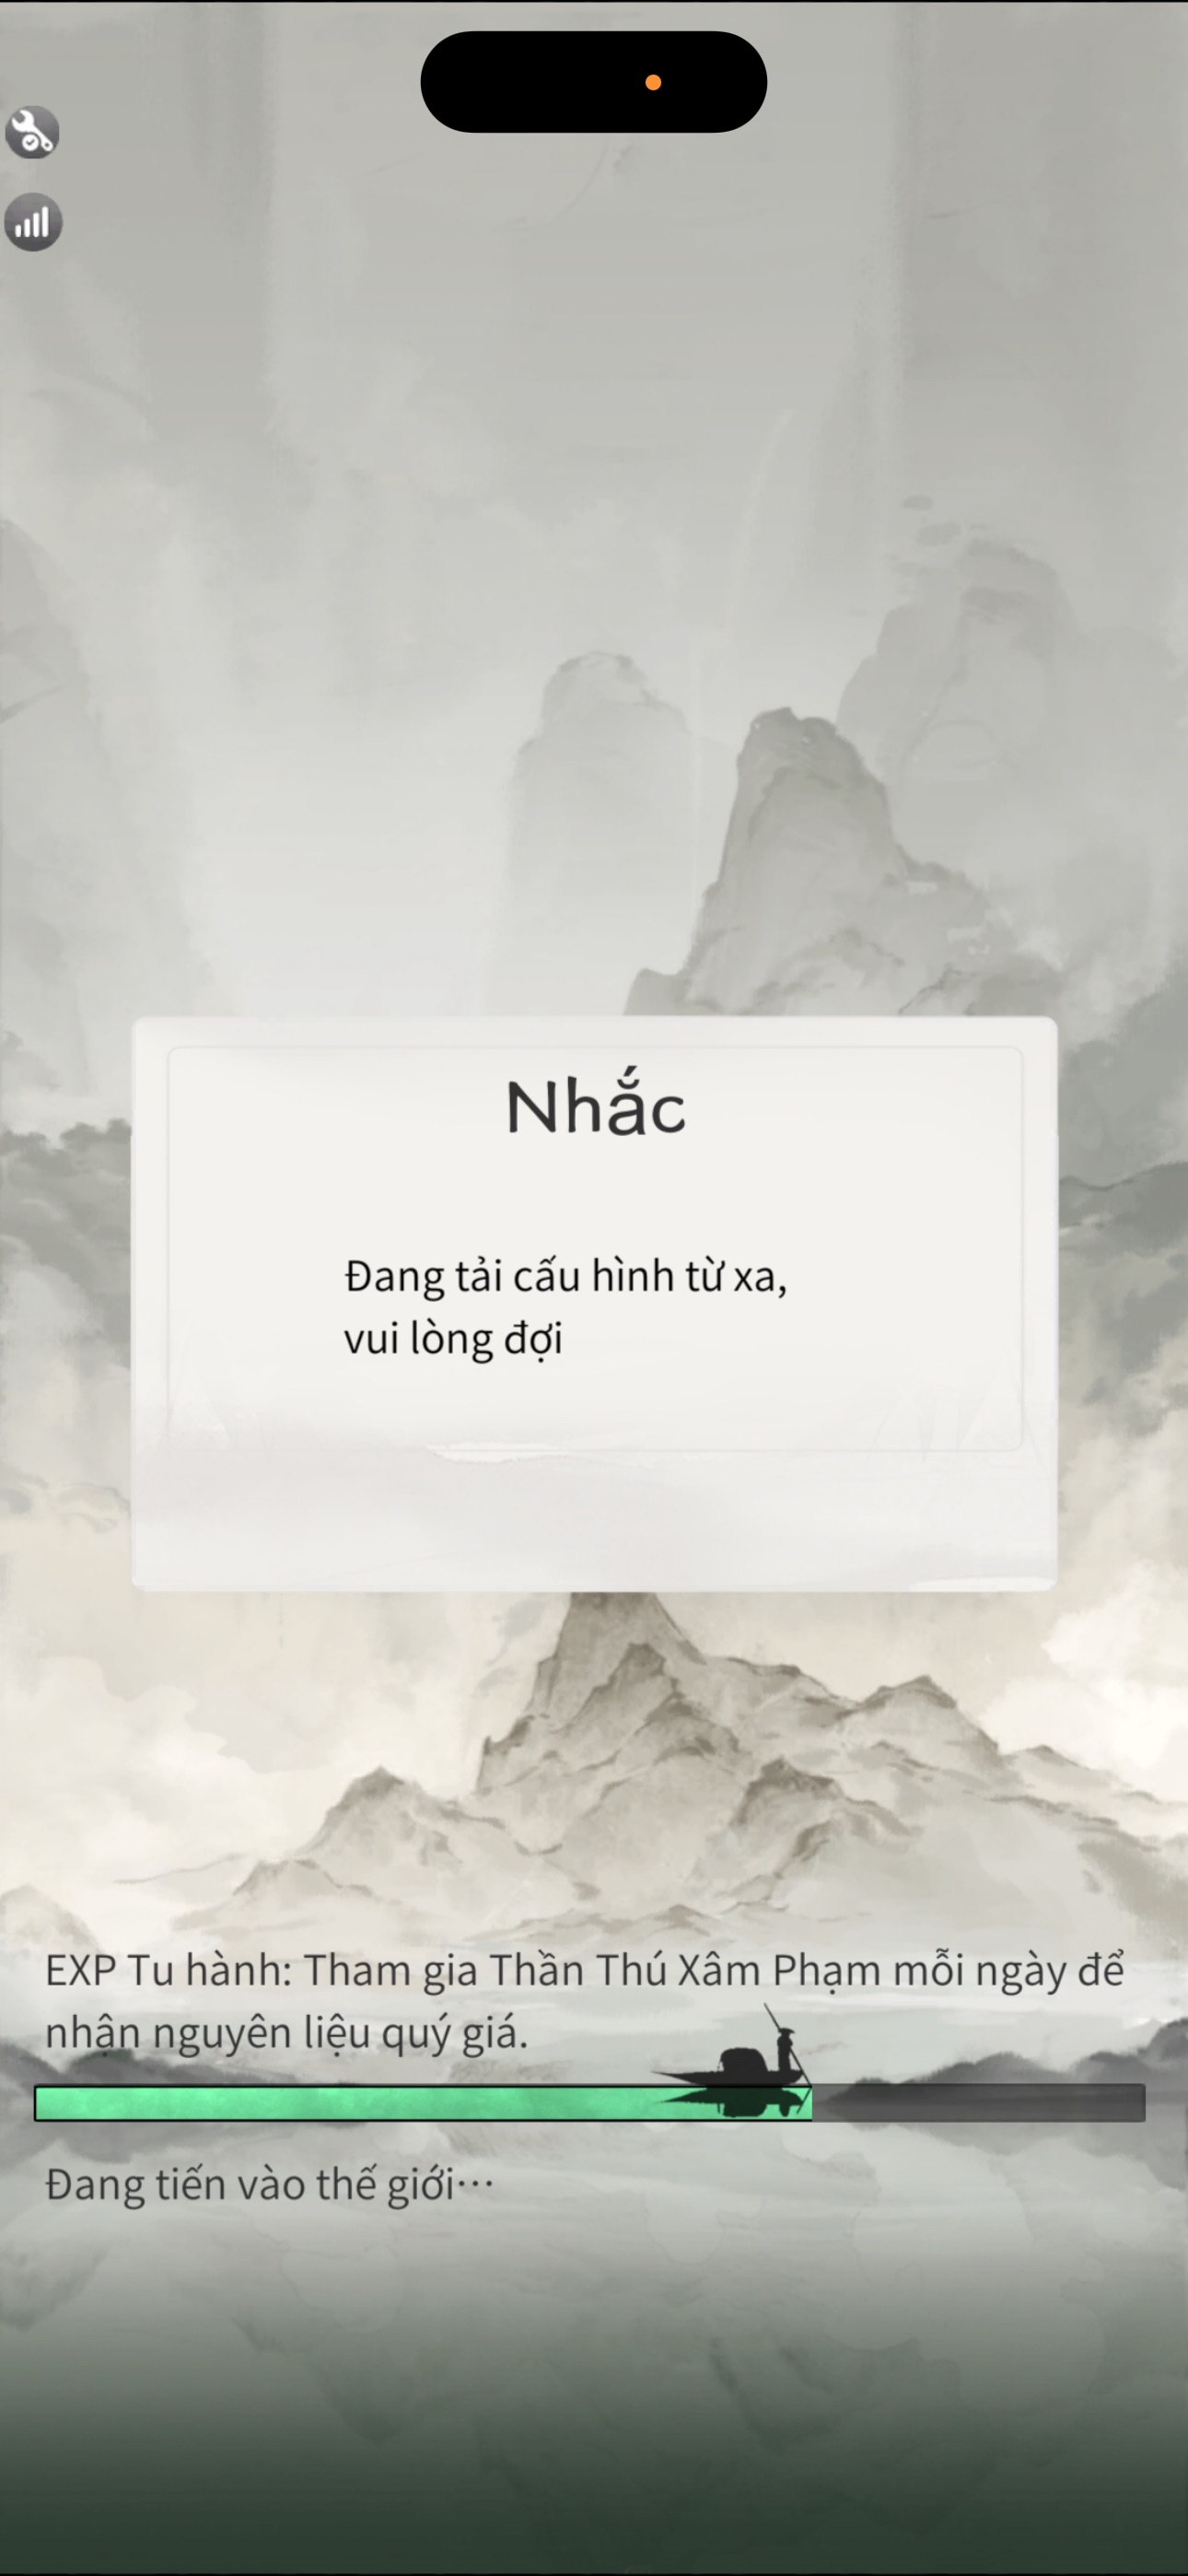 Nhắc
Đang tải cấu hình từ xa,
vui lòng đợi
EXP Tu hành: Tham gia Thần Thú Xâm Phạm mỗi ngày để
nhận nguyên liệu quý giá.
Đang tiến vào thế giới⋯